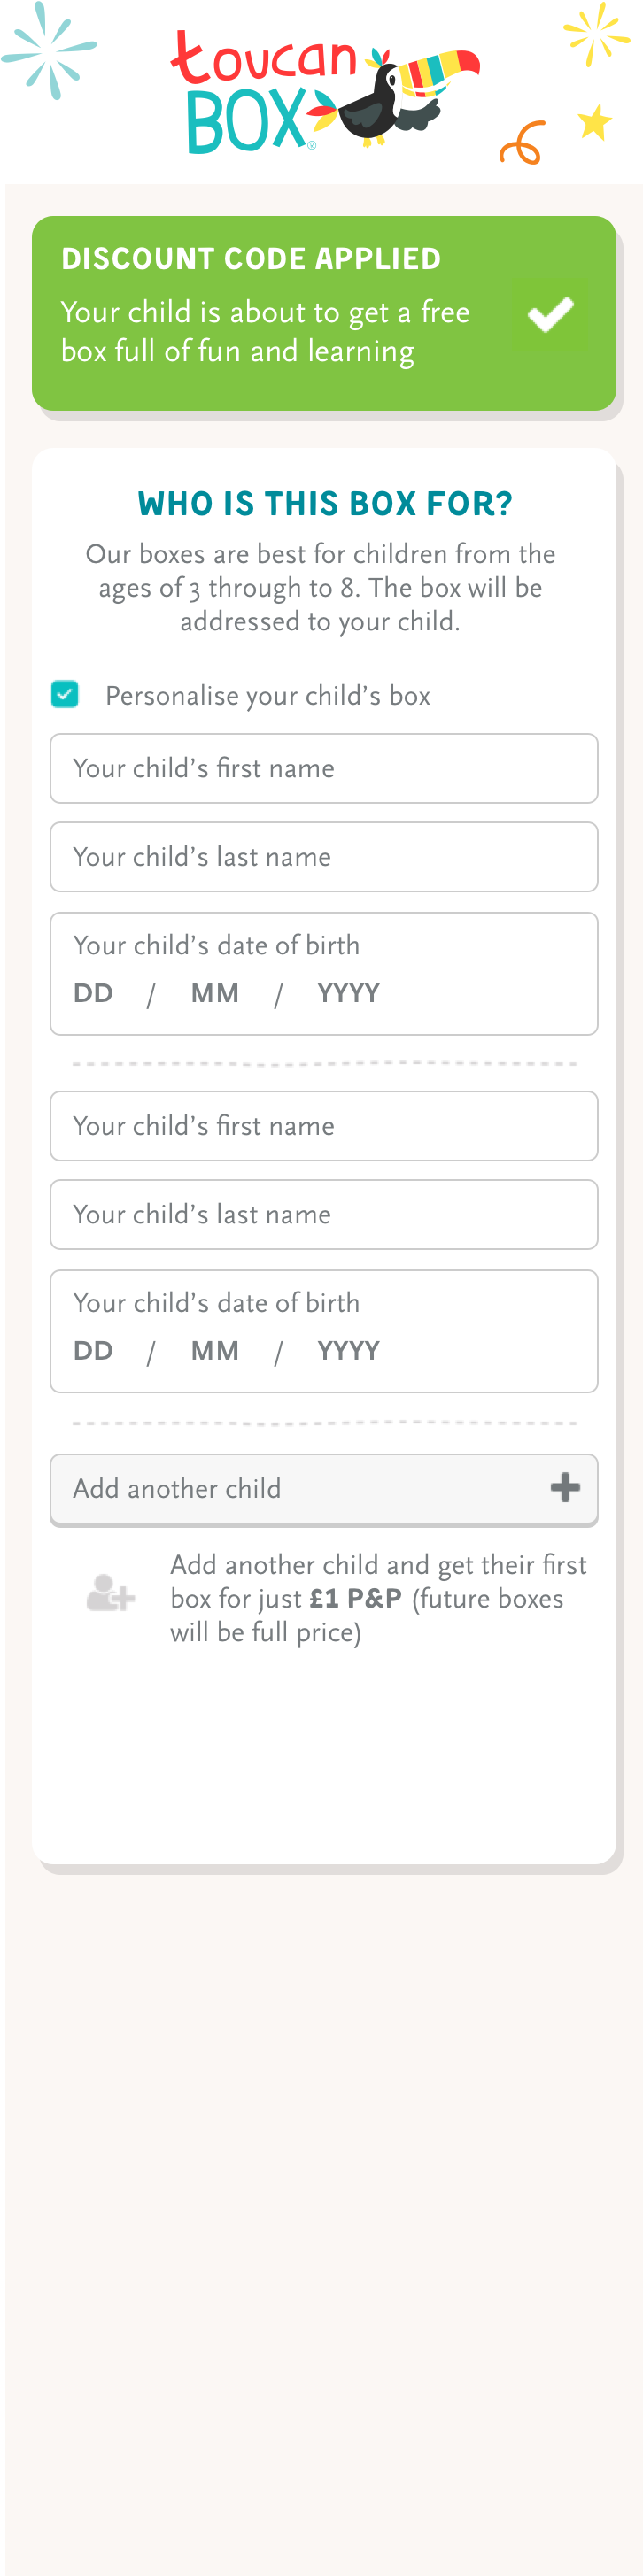 toucan
BOX®
DISCOUNT CODE APPLIED
Your child is about to get a free
box full of fun and learning
WHO IS THIS BOX FOR?
Our boxes are best for children from the
ages of 3 through to 8. The box will be
addressed to your child.
Personalise your child’s box
Your child’s first name
Your child’s last name
Your child’s date of birth
DD / MM / YYYY
Your child’s first name
Your child’s last name
Your child’s date of birth
DD / MM / YYYY
Add another child
Add another child and get their first
box for just £1 P&P (future boxes
will be full price)